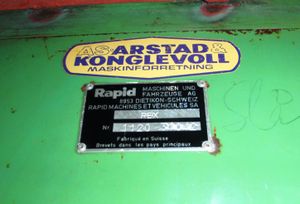 AS ARSTAD &
KONGLEVOLL
MASKINFORRETNING
Rapid MASCHINEN UND
FAHRZEUGE AG
8953 DIETIKON-SCHWEIZ
RAPID MACHINES ET VEHICULES SA
REX
Nr.
Fabriqué en Suisse
Brevets dans les pays principaux